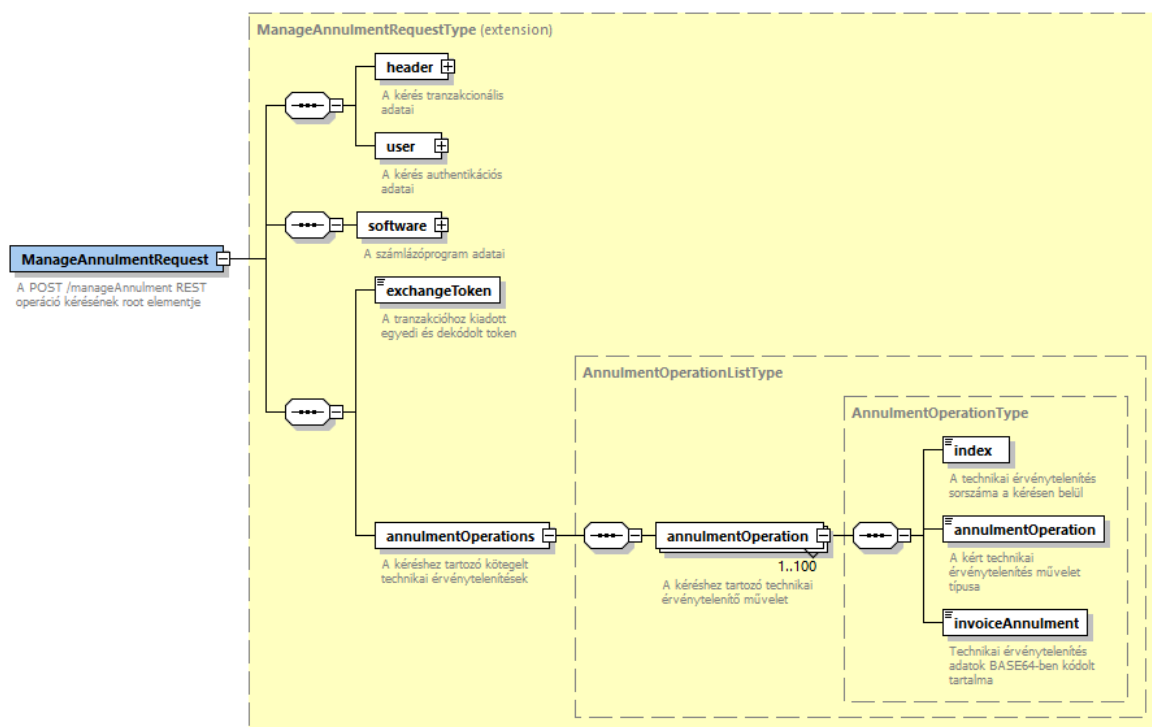 ManageAnnulmentRequestType (extension)
header
A kérés tranzakcionális
adatai
user
A kérés authentikációs
adatai
software
A számlázóprogram adatai
ManageAnnulmentRequest
A POST /manageAnnulment REST
operáció kérésének root elementje
exchangeToken
A tranzakcióhoz kiadott
egyedi és dekódolt token
AnnulmentOperationListType
AnnulmentOperationType
index
A technikai érvénytelenítés
sorszáma a kérésen belül
annulmentOperations
A kéréshez tartozó kötegelt
technikai érvénytelenítések
annulmentOperation
1..100
A kéréshez tartozó technikai
érvénytelenítő művelet
annulmentOperation
A kért technikai
érvénytelenítés művelet
típusa
invoiceAnnulment
Technikai érvénytelenítés
adatok BASE64-ben kódolt
tartalma